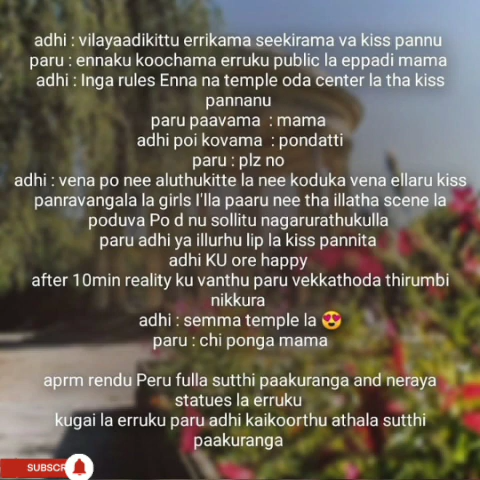 adhi : vilayaadikittu errikama seekirama va kiss pannu
paru : ennaku koochama erruku public la eppadi mama
adhi : Inga rules Enna na temple oda center la tha kiss
pannanu
paru paavama : mama
adhi poi kovama : pondatti
paru : plz no
adhi : vena po nee aluthukitte la nee koduka vena ellaru kiss
panravangala la girls I'lla paaru nee tha illatha scene la
poduva Po d nu sollitu nagarurathukulla
paru adhi ya illurhu lip la kiss pannita
adhi KU ore happy
after 10min reality ku vanthu paru vekkathoda thirumbi
nikkura
adhi : semma temple la 😍
paru : chi ponga mama
aprm rendu Peru fulla sutthi paakuranga and neraya
statues la erruku
kugai la erruku paru adhi kaikoorthu athala sutthi
paakuranga
SUBSCR